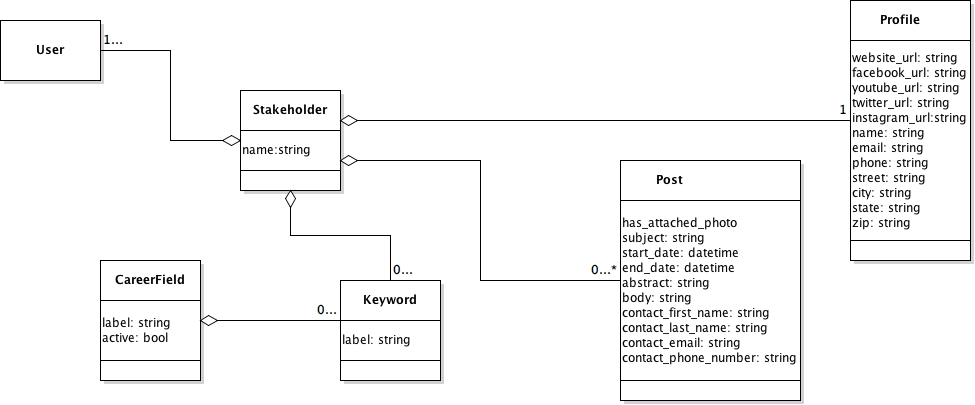 User
1...
Stakeholder
name:string
Profile
website_url: string
facebook_url: string
youtube_url: string
twitter_url: string
instagram_url:string
name: string
email: string
phone: string
street: string
city: string
state: string
zip: string
1
Post
has_attached_photo
subject: string
start_date: datetime
end_date: datetime
abstract: string
body: string
contact_first_name: string
contact_last_name: string
contact_email: string
contact_phone_number: string
0...*
0...
CareerField
label: string
active: bool
0...
Keyword
label: string